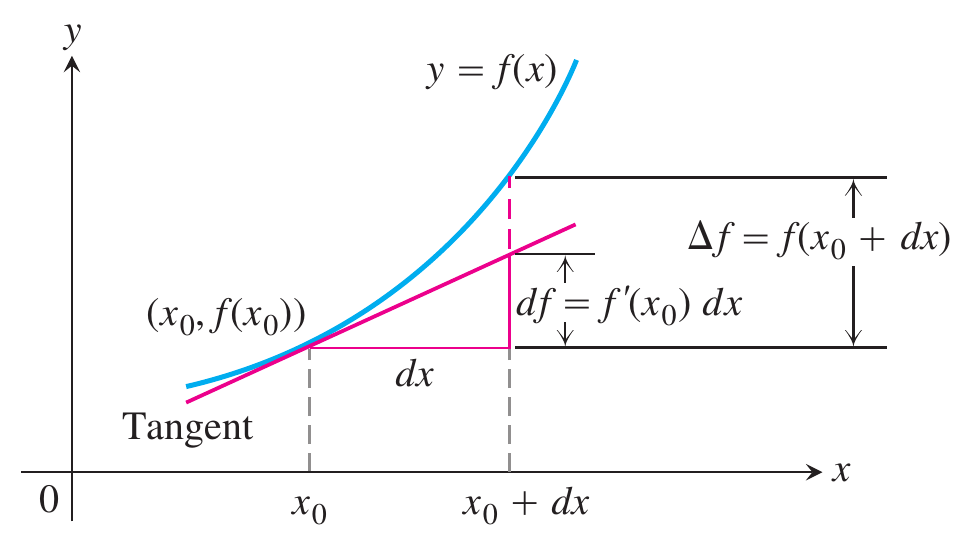 y
y = f(x)
Δf = f(x₀ + dx)
df = f′(x₀) dx
(x₀, f(x₀))
dx
Tangent
x
0
x₀
x₀ + dx